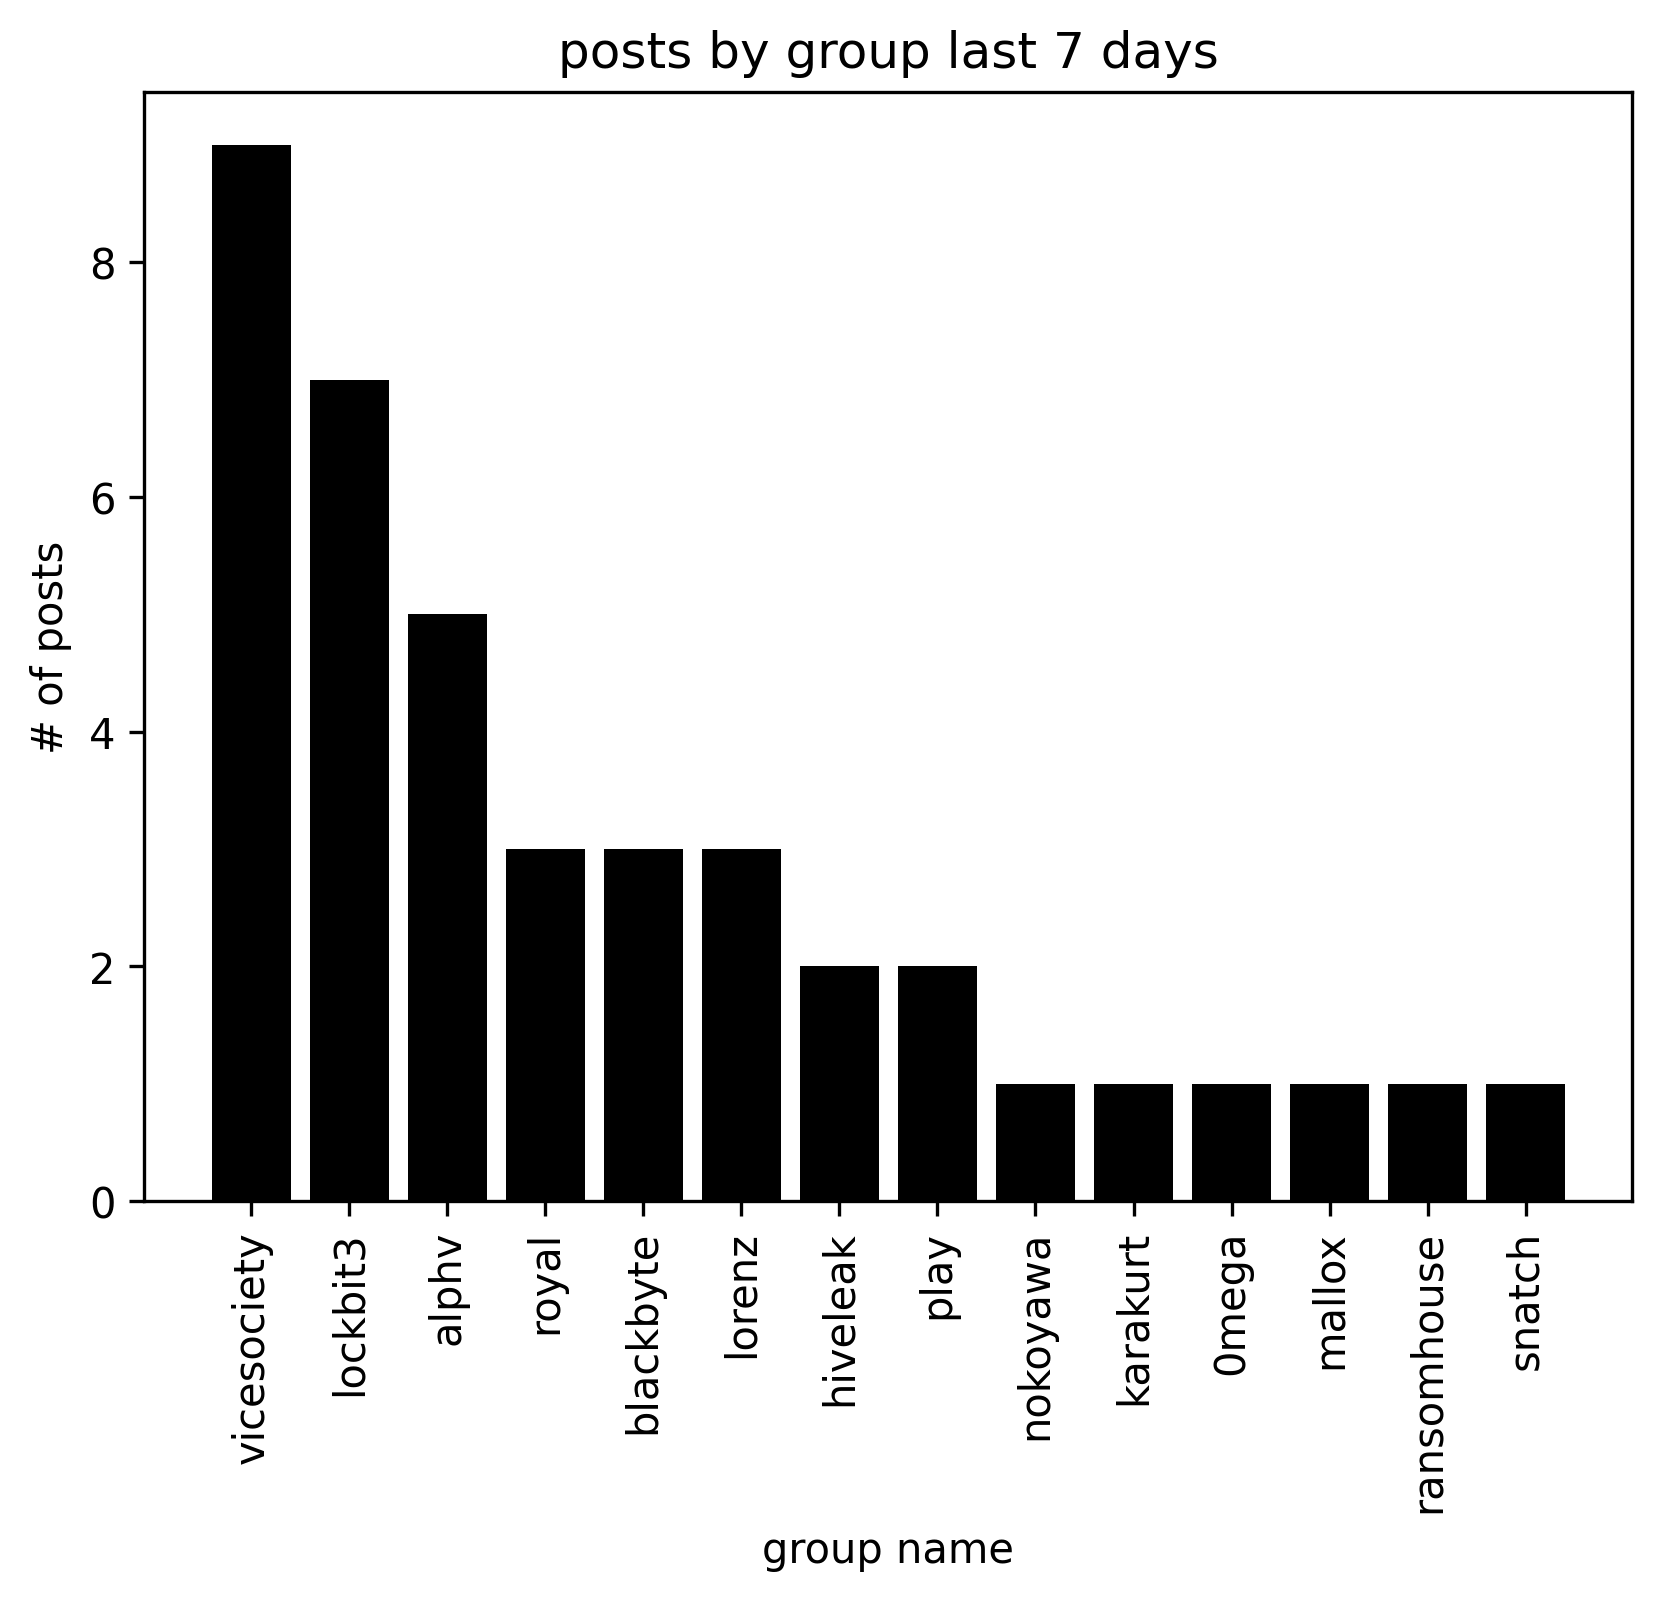 posts by group last 7 days
# of posts
8
6
4
2
0
vicesociety
lockbit3
alphv
royal
blackbyte
lorenz
hiveleak
play
nokoyawa
karakurt
0mega
mallox
ransomhouse
snatch
group name